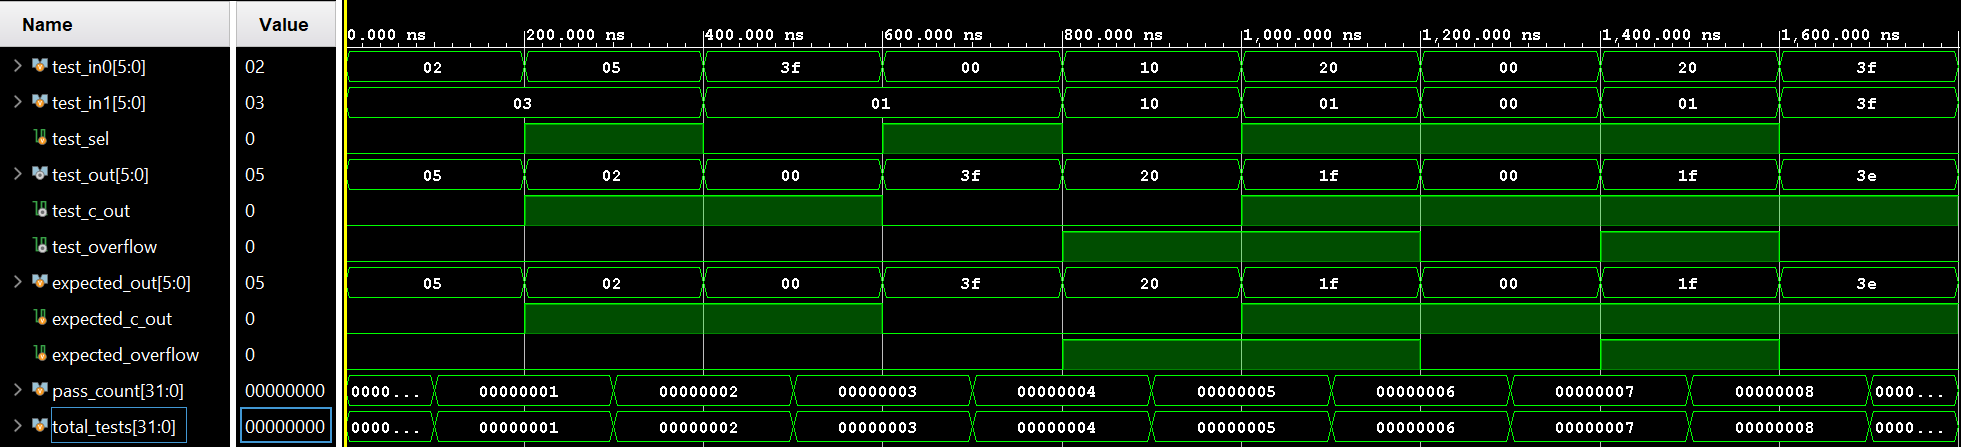 Name Value
0.000 ns 200.000 ns 400.000 ns 600.000 ns 800.000 ns 1,000.000 ns 1,200.000 ns 1,400.000 ns 1,600.000 ns
test_in0[5:0] 02 02 05 3f 00 10 20 00 20 3f
test_in1[5:0] 03 03 01 10 01 00 01 3f
test_sel 0
test_out[5:0] 05 05 02 00 3f 20 1f 00 1f 3e
test_c_out 0
test_overflow 0
expected_out[5:0] 05 05 02 00 3f 20 1f 00 1f 3e
expected_c_out 0
expected_overflow 0
pass_count[31:0] 00000000 0000... 00000001 00000002 00000003 00000004 00000005 00000006 00000007 00000008 0000...
total_tests[31:0] 00000000 0000... 00000001 00000002 00000003 00000004 00000005 00000006 00000007 00000008 0000...